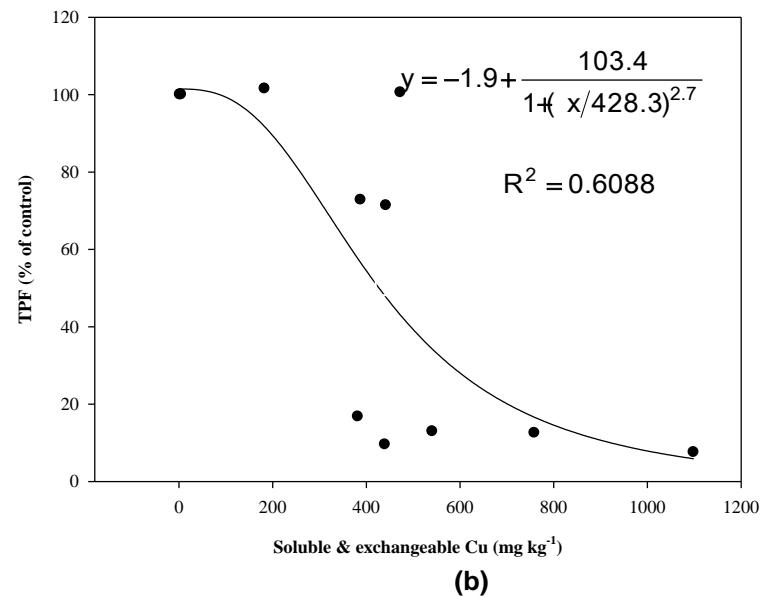 120
100
80
60
40
20
0
TPF (% of control)
y = −1.9+ 103.4
1+( x/428.3)^2.7
R² = 0.6088
0 200 400 600 800 1000 1200
Soluble & exchangeable Cu (mg kg⁻¹)
(b)